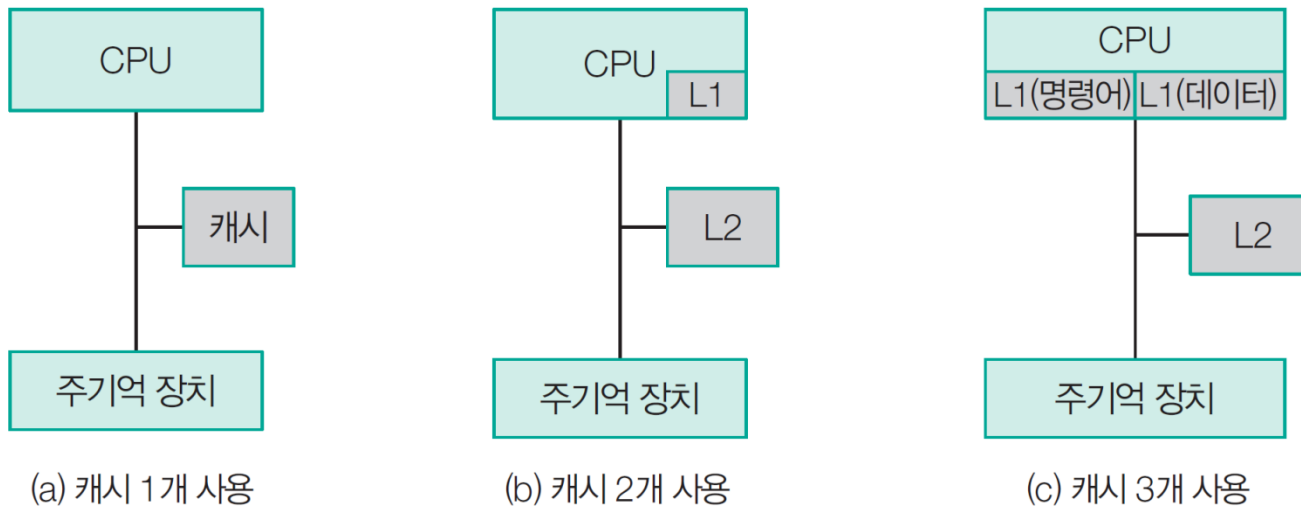 CPU
캐시
주기억 장치
(a) 캐시 1개 사용
CPU
L1
L2
주기억 장치
(b) 캐시 2개 사용
CPU
L1(명령어) L1(데이터)
L2
주기억 장치
(c) 캐시 3개 사용